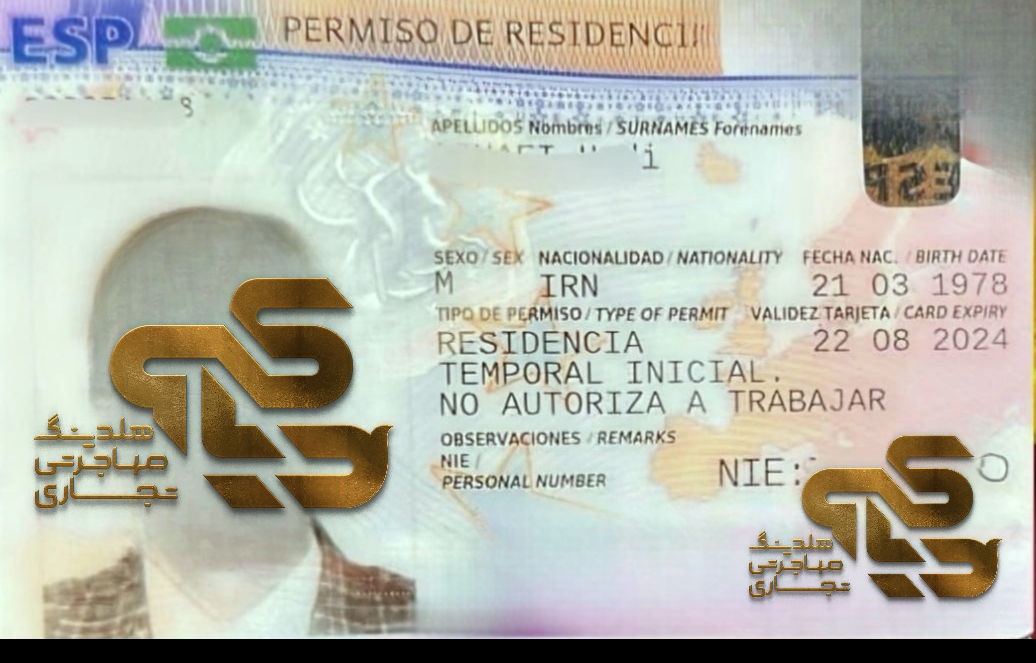 ESP PERMISO DE RESIDENCI
APELLIDOS Nombres / SURNAMES Forenames
SEXO / SEX NACIONALIDAD / NATIONALITY FECHA NAC. / BIRTH DATE
M IRN 21 03 1978
TIPO DE PERMISO / TYPE OF PERMIT VALIDEZ TARJETA / CARD EXPIRY
RESIDENCIA 22 08 2024
TEMPORAL INICIAL.
NO AUTORIZA A TRABAJAR
OBSERVACIONES / REMARKS
NIE /
PERSONAL NUMBER
NIE:
هلدینگ
مهاجرتی
تجاری
هلدینگ
مهاجرتی
تجاری